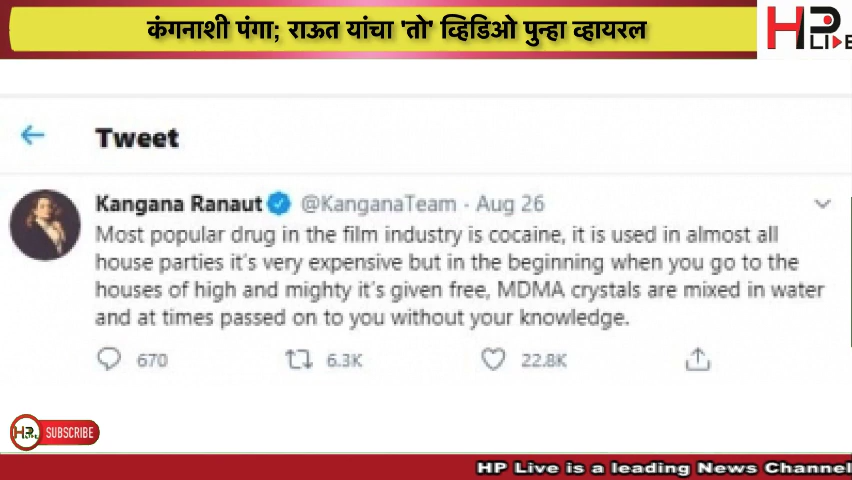 कंगनाशी पंगा; राऊत यांचा 'तो' व्हिडिओ पुन्हा व्हायरल
HP
LIVE
Tweet
Kangana Ranaut @KanganaTeam · Aug 26
Most popular drug in the film industry is cocaine, it is used in almost all
house parties it's very expensive but in the beginning when you go to the
houses of high and mighty it's given free, MDMA crystals are mixed in water
and at times passed on to you without your knowledge.
670 6.3K 22.8K
HP LIVE SUBSCRIBE
HP Live is a leading News Channel